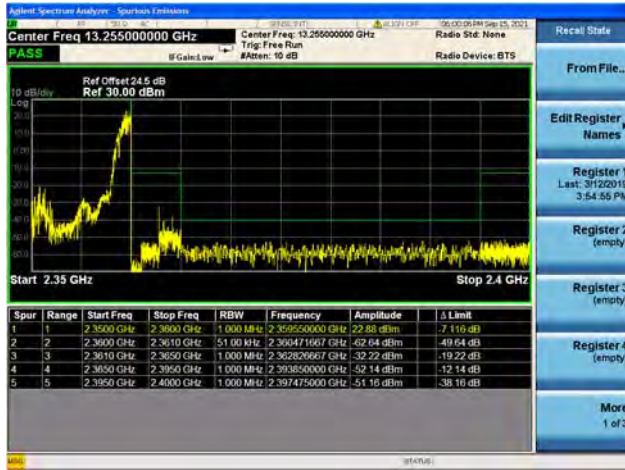 Agilent Spectrum Analyzer - Spurious Emissions
ALIGN OFF 06:00:06 PM Sep 15, 2021
Center Freq 13.255000000 GHz
Center Freq: 13.255000000 GHz
Radio Std: None
Trig: Free Run
PASS
IFGain:Low
#Atten: 10 dB
Radio Device: BTS
Ref Offset 24.5 dB
10 dB/div Ref 30.00 dBm
Log
Start 2.35 GHz
Stop 2.4 GHz
Spur Range Start Freq Stop Freq RBW Frequency Amplitude Δ Limit
1 1 2.3500 GHz 2.3600 GHz 1.000 MHz 2.359550000 GHz 22.88 dBm -7.116 dB
2 2 2.3600 GHz 2.3610 GHz 51.00 kHz 2.360471667 GHz -62.64 dBm -49.64 dB
3 3 2.3610 GHz 2.3650 GHz 1.000 MHz 2.362826667 GHz -32.22 dBm -19.22 dB
4 4 2.3650 GHz 2.3950 GHz 1.000 MHz 2.393850000 GHz -52.14 dBm -12.14 dB
5 5 2.3950 GHz 2.4000 GHz 1.000 MHz 2.397475000 GHz -51.16 dBm -38.16 dB
MSG
STATUS
Recall State
From File...
Edit Register
Names
Register 1
Last: 3/12/2019
3:54:55 PM
Register 2
(empty)
Register 3
(empty)
Register 4
(empty)
More
1 of 3